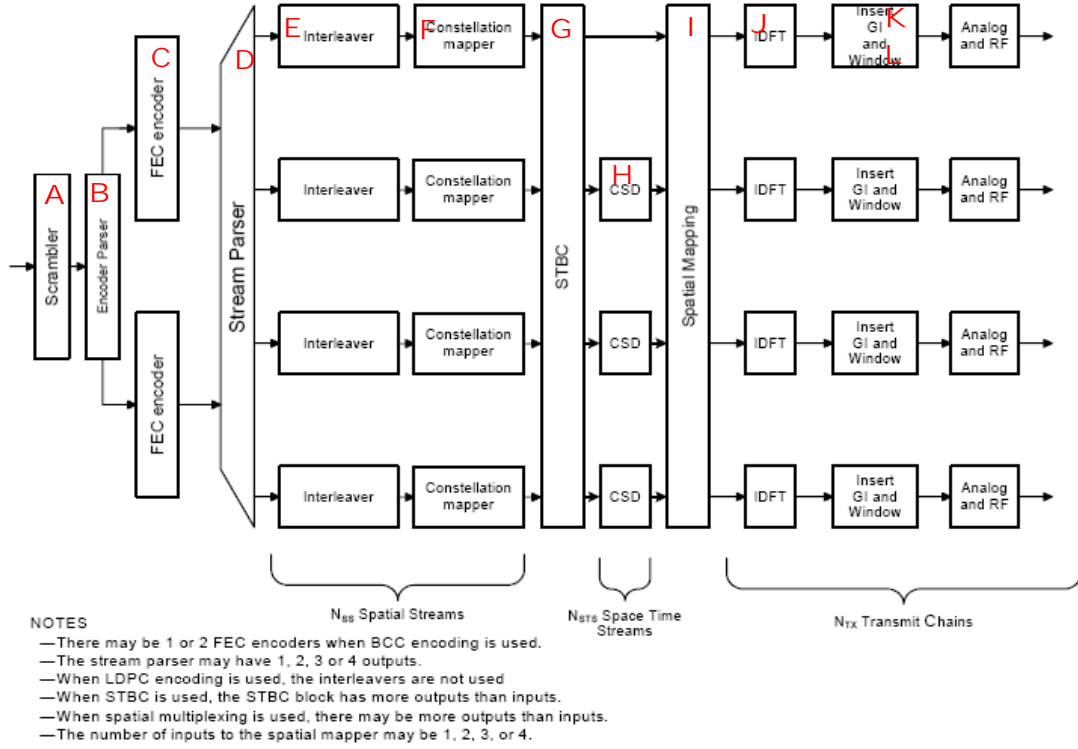 A
Scrambler
B
Encoder Parser
C
FEC encoder
FEC encoder
D
Stream Parser
E
Interleaver
F
Constellation
mapper
G
STBC
I
Spatial Mapping
J
IDFT
K
L
Insert
GI
and
Window
Analog
and RF
Interleaver
Constellation
mapper
H
CSD
IDFT
Insert
GI and
Window
Analog
and RF
Interleaver
Constellation
mapper
CSD
IDFT
Insert
GI and
Window
Analog
and RF
Interleaver
Constellation
mapper
CSD
IDFT
Insert
GI and
Window
Analog
and RF
NSS Spatial Streams
NSTS Space Time
Streams
NTX Transmit Chains
NOTES
—There may be 1 or 2 FEC encoders when BCC encoding is used.
—The stream parser may have 1, 2, 3 or 4 outputs.
—When LDPC encoding is used, the interleavers are not used
—When STBC is used, the STBC block has more outputs than inputs.
—When spatial multiplexing is used, there may be more outputs than inputs.
—The number of inputs to the spatial mapper may be 1, 2, 3, or 4.